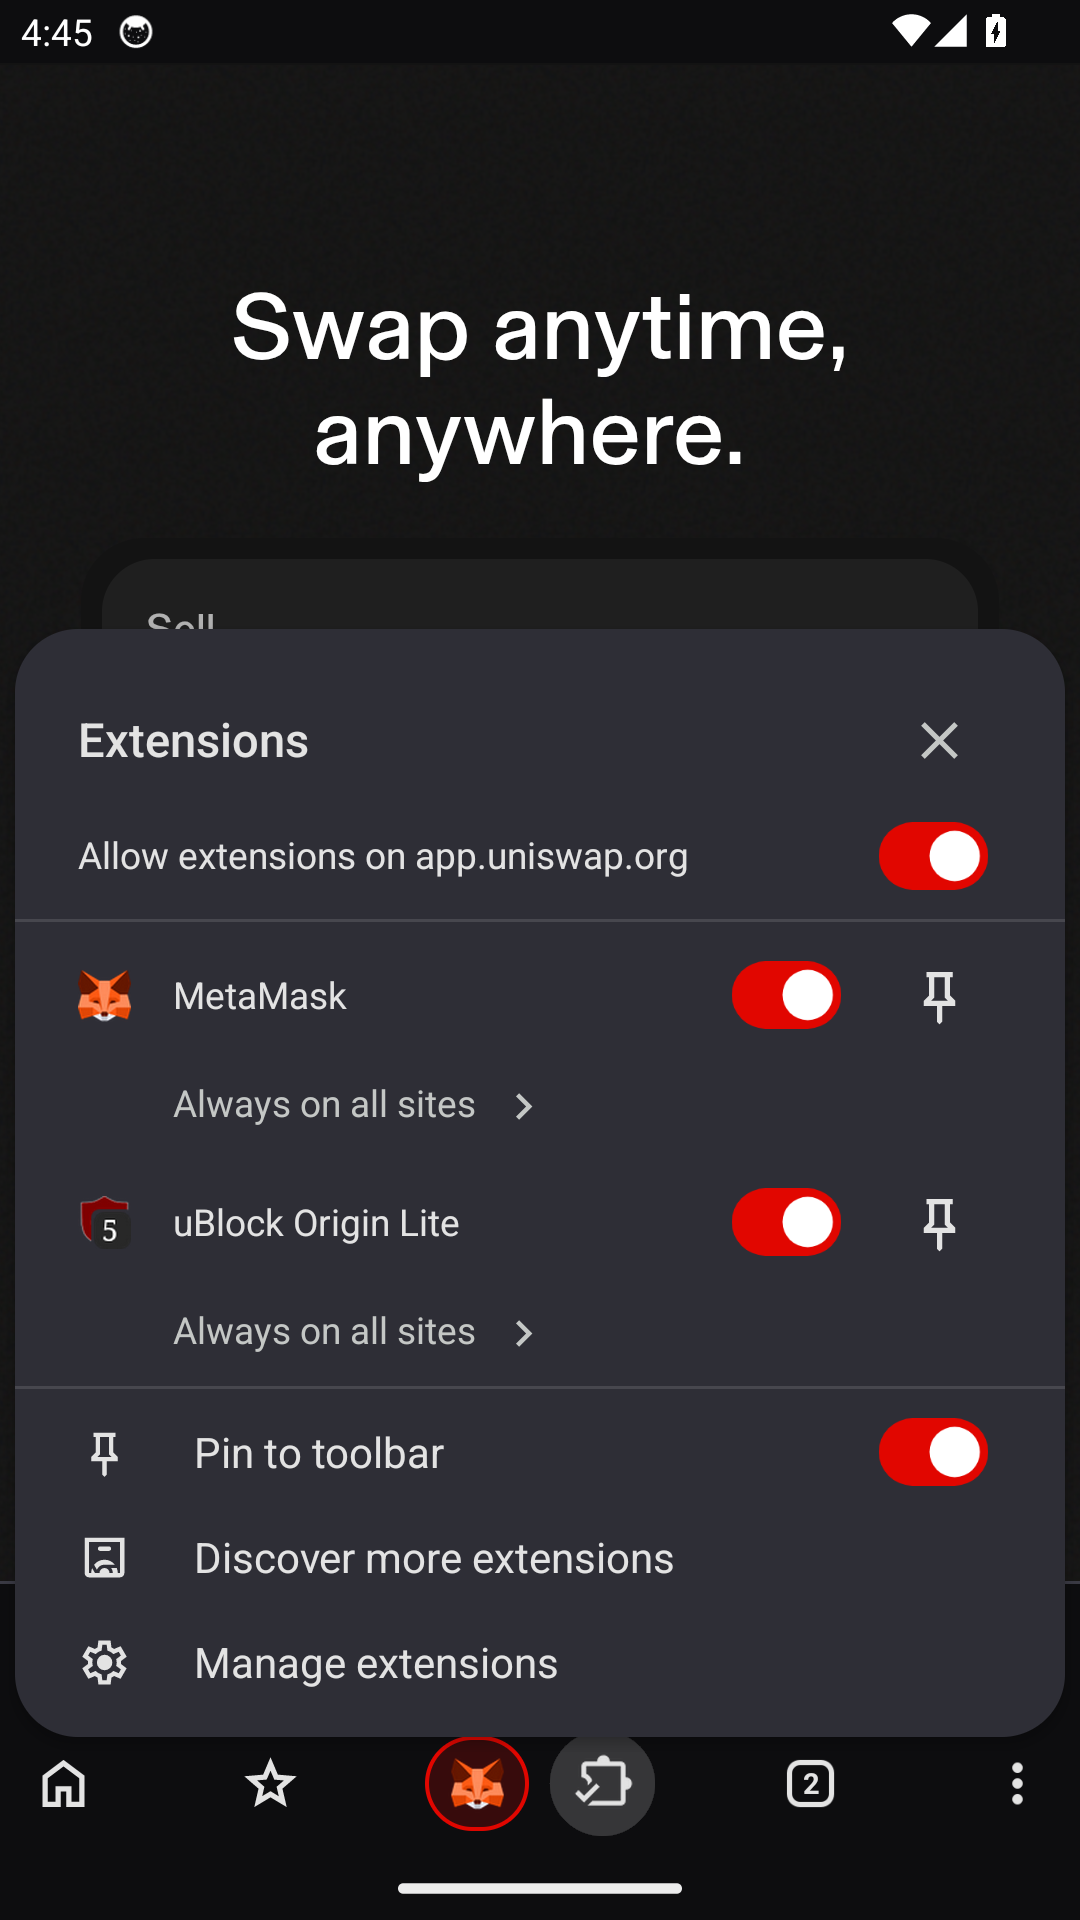 4:45
Swap anytime,
anywhere.
Sell
Extensions
Allow extensions on app.uniswap.org
MetaMask
Always on all sites
5
uBlock Origin Lite
Always on all sites
Pin to toolbar
Discover more extensions
Manage extensions
2